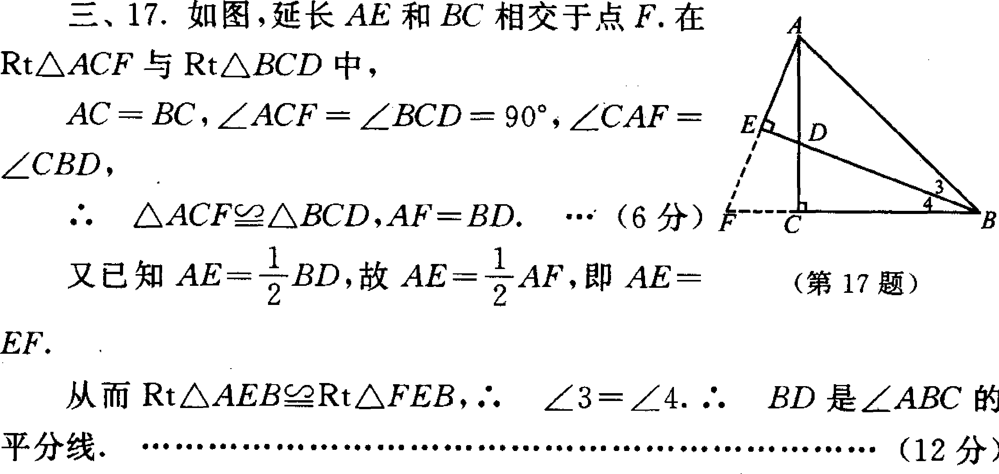 三、17. 如图,延长 AE 和 BC 相交于点 F. 在
Rt△ACF 与 Rt△BCD 中,
AC = BC, ∠ACF = ∠BCD = 90°, ∠CAF =
∠CBD,
∴ △ACF≌△BCD, AF=BD. … (6 分)
又已知 AE=1/2 BD,故 AE=1/2 AF,即 AE=
EF.
从而 Rt△AEB≌Rt△FEB, ∴ ∠3=∠4. ∴ BD 是∠ABC 的
平分线. ………………………………………………………… (12 分)
A
E
D
3
4
F
C
B
(第 17 题)